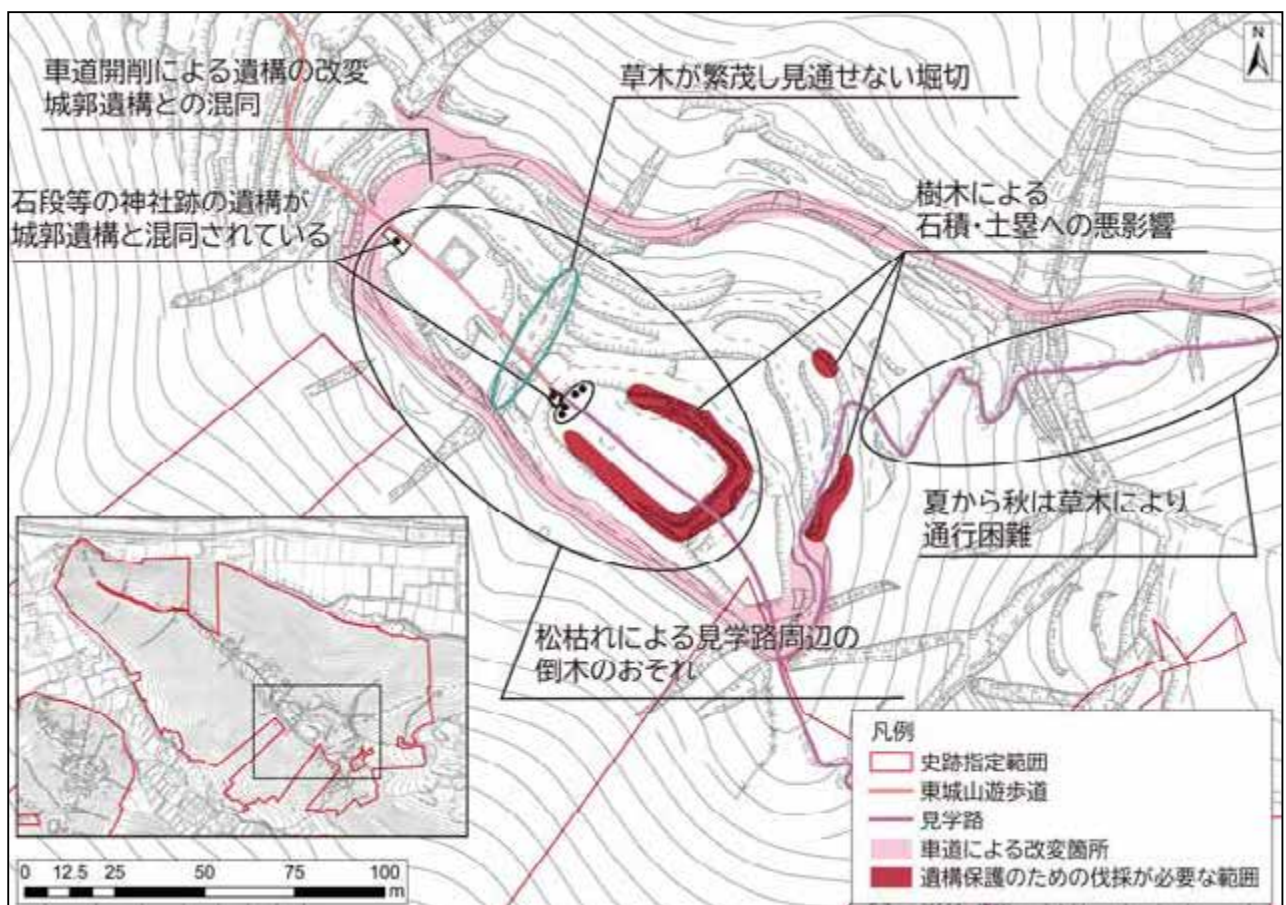 車道開削による遺構の改変
城郭遺構との混同
草木が繁茂し見通せない堀切
N
石段等の神社跡の遺構が
城郭遺構と混同されている
樹木による
石積・土塁への悪影響
夏から秋は草木により
通行困難
松枯れによる見学路周辺の
倒木のおそれ
凡例
史跡指定範囲
東城山遊歩道
見学路
車道による改変箇所
遺構保護のための伐採が必要な範囲
0 12.5 25 50 75 100
m